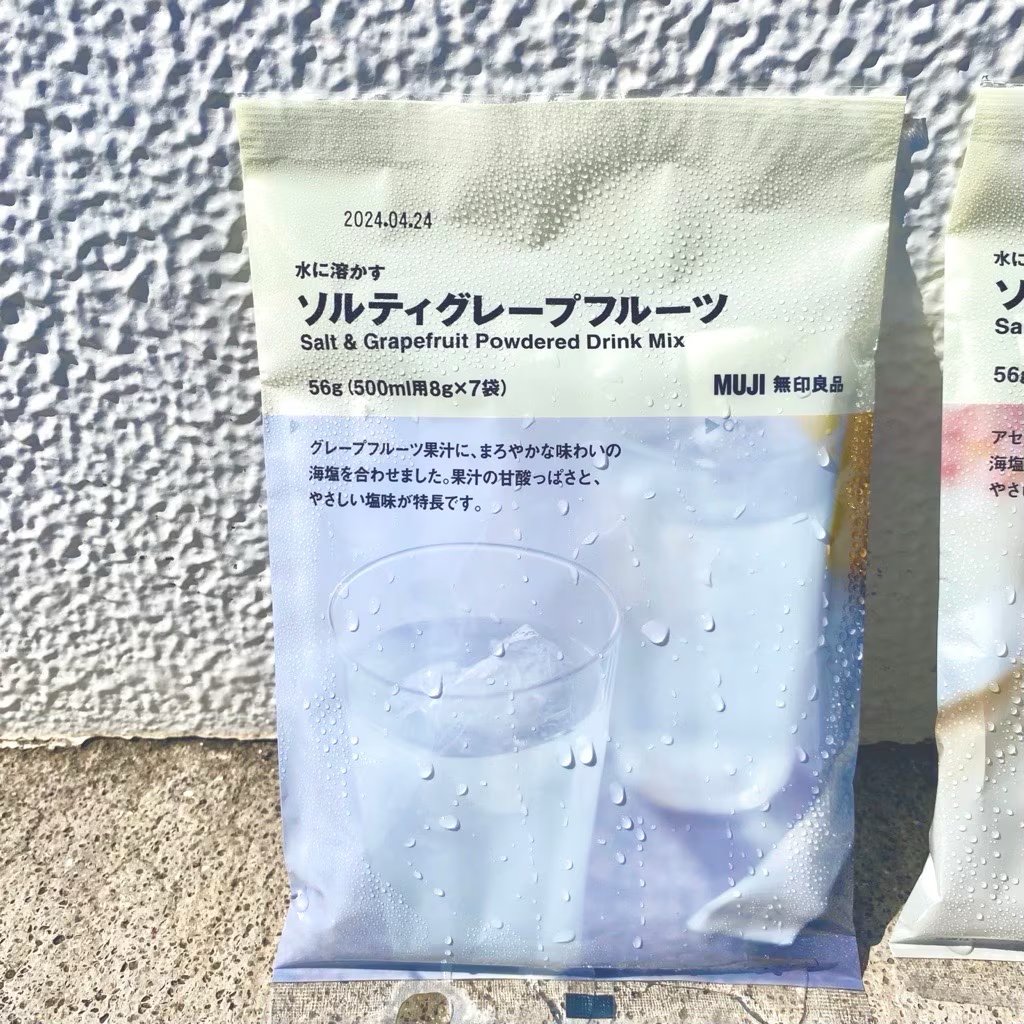 2024.04.24
水に溶かす
ソルティグレープフルーツ
Salt & Grapefruit Powdered Drink Mix
56g（500ml用8g×7袋）
MUJI 無印良品
グレープフルーツ果汁に、まろやかな味わいの
海塩を合わせました。果汁の甘酸っぱさと、
やさしい塩味が特長です。
水に
ソ
Sa
56g
アセ
海塩
やさ